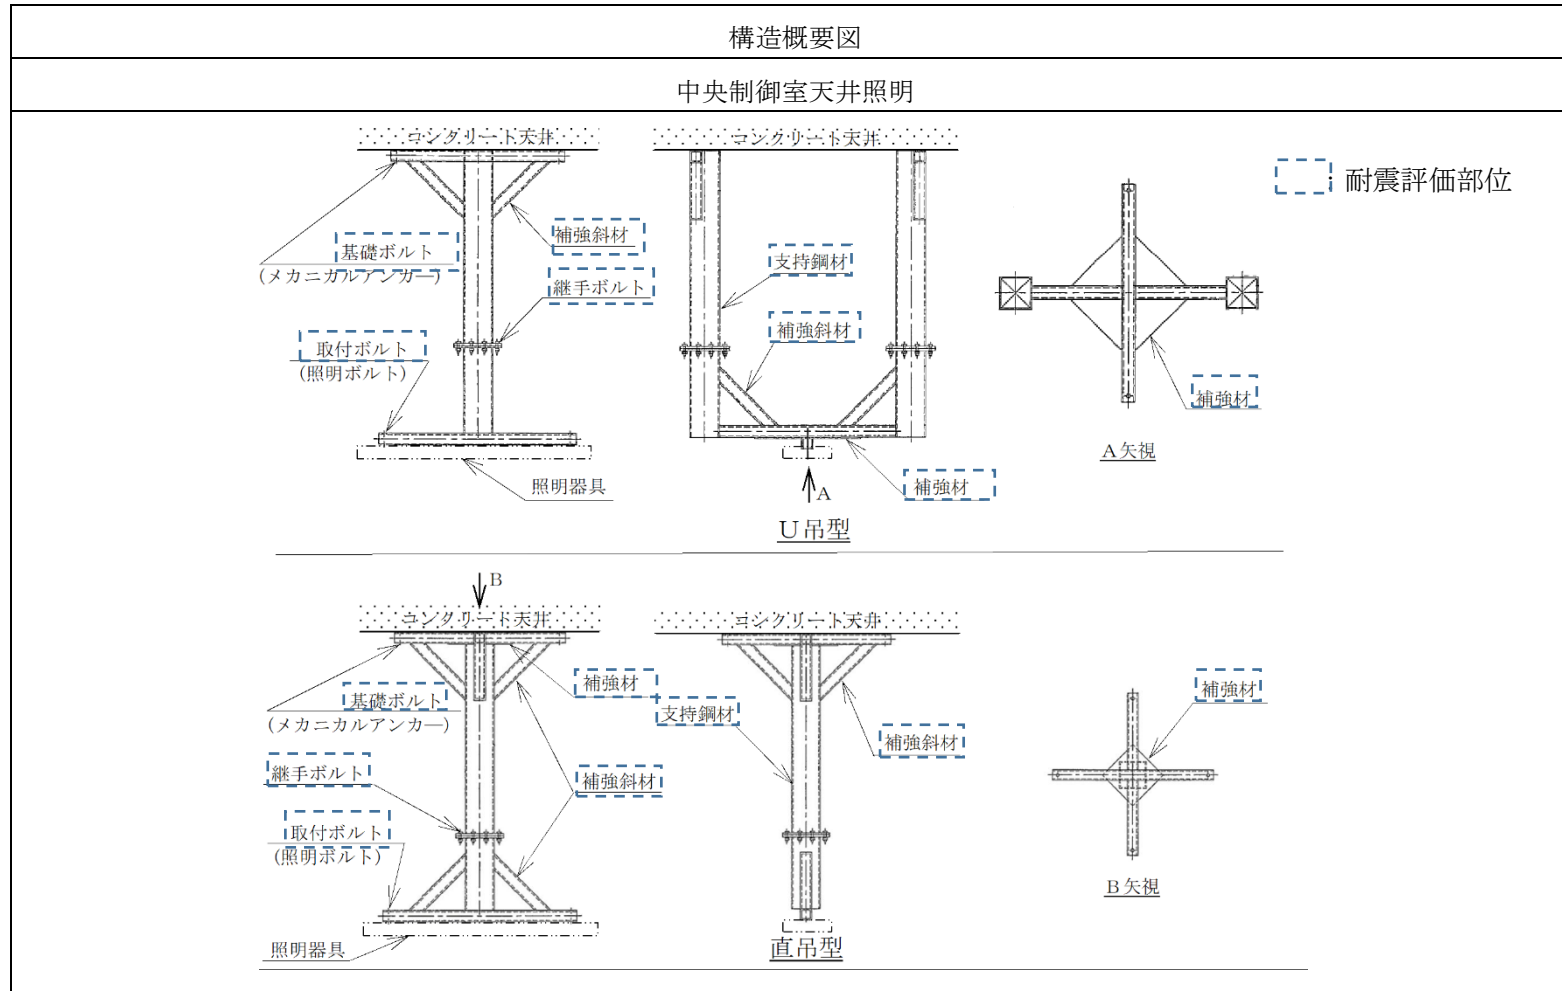 構造概要図
中央制御室天井照明
コンクリート天井
コンクリート天井
: 耐震評価部位
補強斜材
基礎ボルト
(メカニカルアンカー)
支持鋼材
継手ボルト
補強斜材
取付ボルト
(照明ボルト)
補強材
A矢視
照明器具
補強材
A
U吊型
B
コンクリート天井
コンクリート天井
補強材
補強材
基礎ボルト
(メカニカルアンカー)
支持鋼材
補強斜材
継手ボルト
補強斜材
取付ボルト
(照明ボルト)
B矢視
照明器具
直吊型